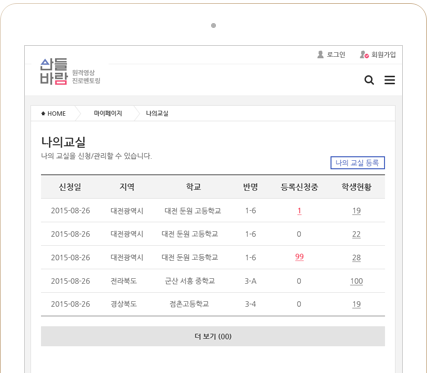 로그인 회원가입
산들
바람 원격영상
진로멘토링
HOME 마이페이지 나의교실
나의교실
나의 교실을 신청/관리할 수 있습니다.
나의 교실 등록
신청일 지역 학교 반명 등록신청중 학생현황
2015-08-26 대전광역시 대전 둔원 고등학교 1-6 1 19
2015-08-26 대전광역시 대전 둔원 고등학교 1-6 0 22
2015-08-26 대전광역시 대전 둔원 고등학교 1-6 99 28
2015-08-26 전라북도 군산 서흥 중학교 3-A 0 100
2015-08-26 경상북도 점촌고등학교 3-4 0 19
더 보기 (00)